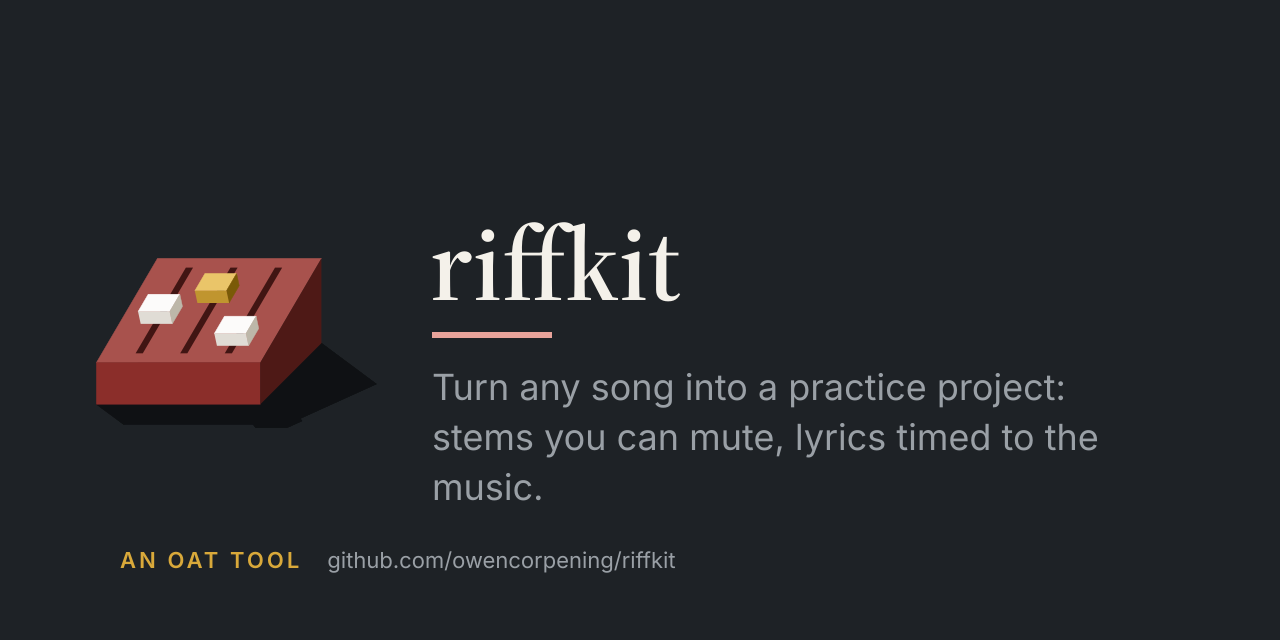 riffkit
Turn any song into a practice project:
stems you can mute, lyrics timed to the
music.
AN OAT TOOL github.com/owencorpening/riffkit